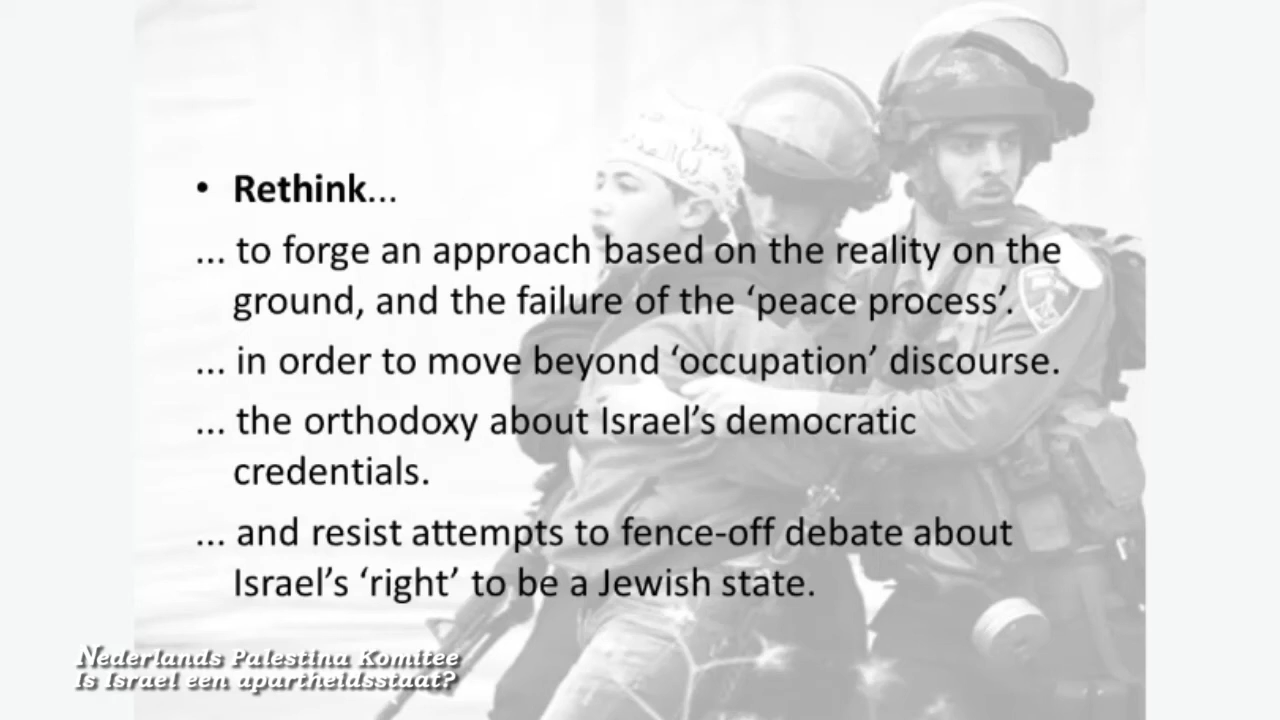 • Rethink...
... to forge an approach based on the reality on the
ground, and the failure of the ‘peace process’.
... in order to move beyond ‘occupation’ discourse.
... the orthodoxy about Israel’s democratic
credentials.
... and resist attempts to fence-off debate about
Israel’s ‘right’ to be a Jewish state.
Nederlands Palestina Komitee
Is Israel een apartheidsstaat?